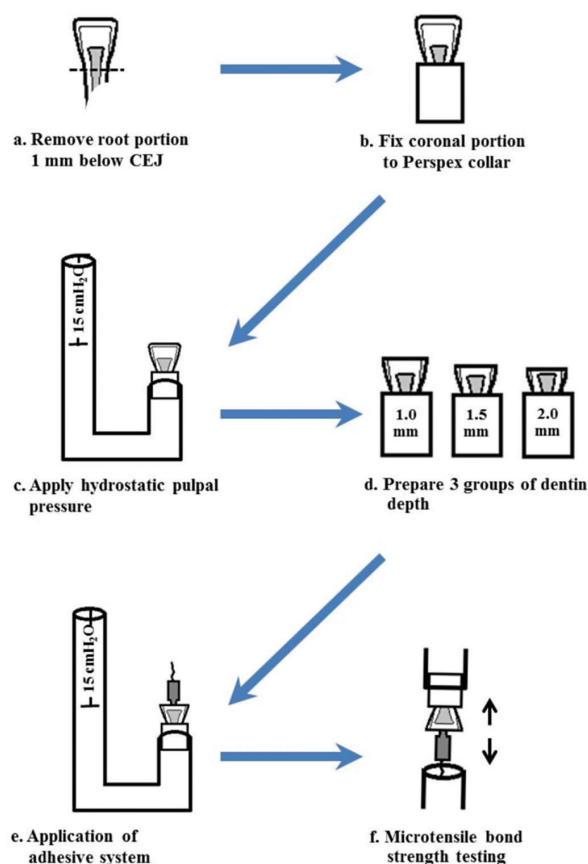 a. Remove root portion
1 mm below CEJ
b. Fix coronal portion
to Perspex collar
15 cmH₂O
c. Apply hydrostatic pulpal
pressure
1.0
mm
1.5
mm
2.0
mm
d. Prepare 3 groups of dentin
depth
15 cmH₂O
e. Application of
adhesive system
f. Microtensile bond
strength testing